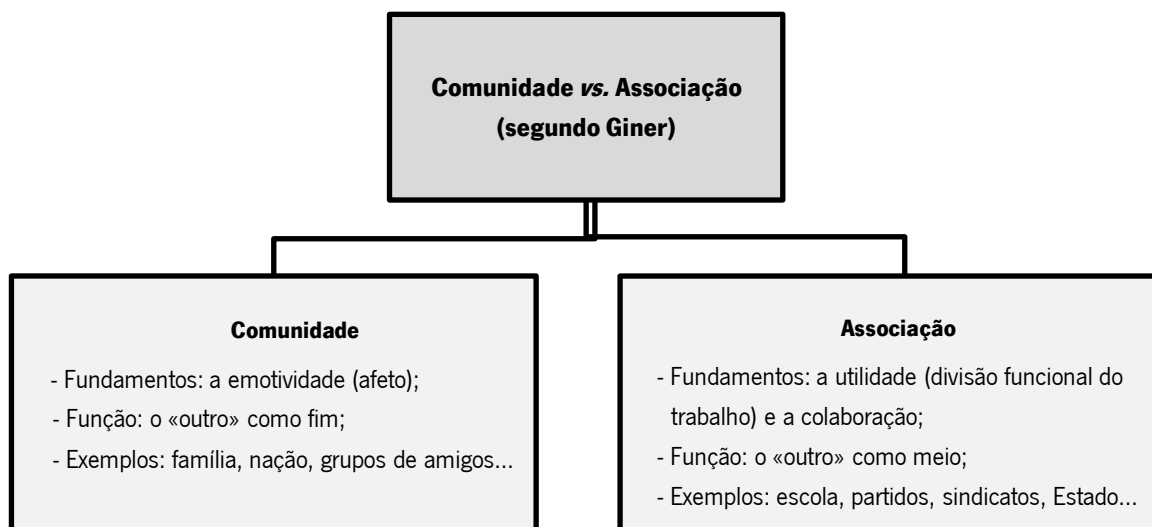 Comunidade vs. Associação
(segundo Giner)
Comunidade
- Fundamentos: a emotividade (afeto);
- Função: o «outro» como fim;
- Exemplos: família, nação, grupos de amigos...
Associação
- Fundamentos: a utilidade (divisão funcional do
trabalho) e a colaboração;
- Função: o «outro» como meio;
- Exemplos: escola, partidos, sindicatos, Estado...